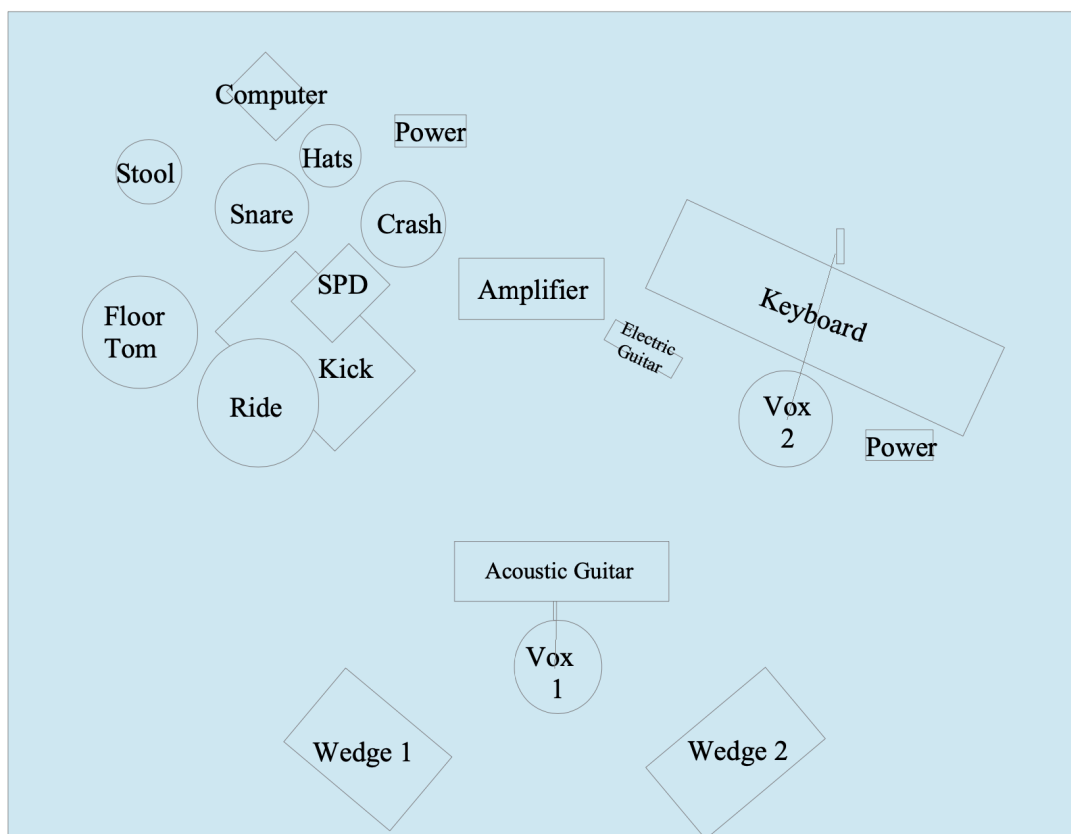 Computer
Power
Hats
Stool
Snare
Crash
SPD
Amplifier
Keyboard
Floor
Tom
Electric
Guitar
Kick
Ride
Vox
2
Power
Acoustic Guitar
Vox
1
Wedge 1
Wedge 2